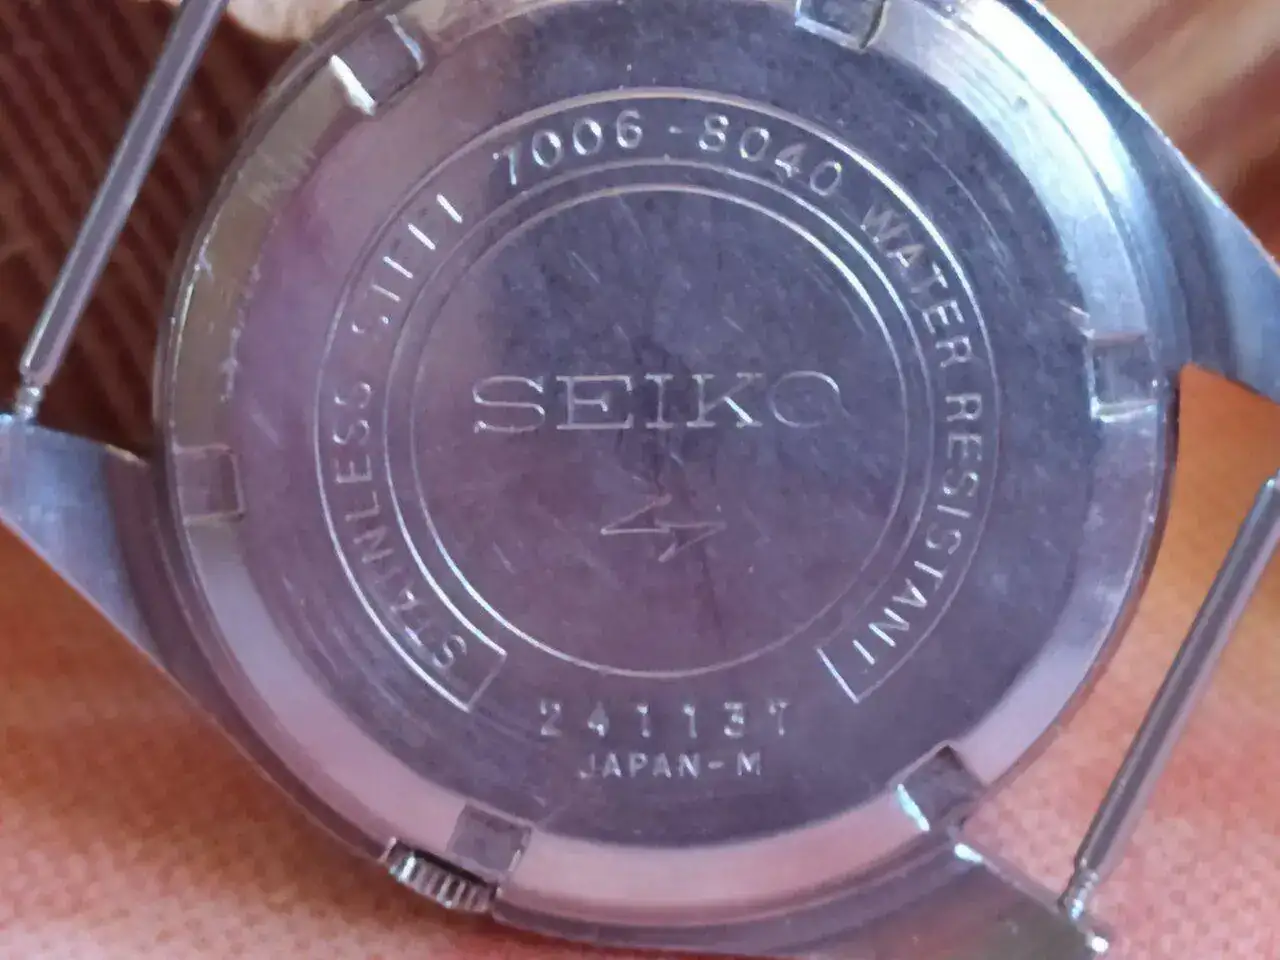 STAINLESS STEEL 7006-8040 WATER RESISTANT
SEIKO
241137
JAPAN-M